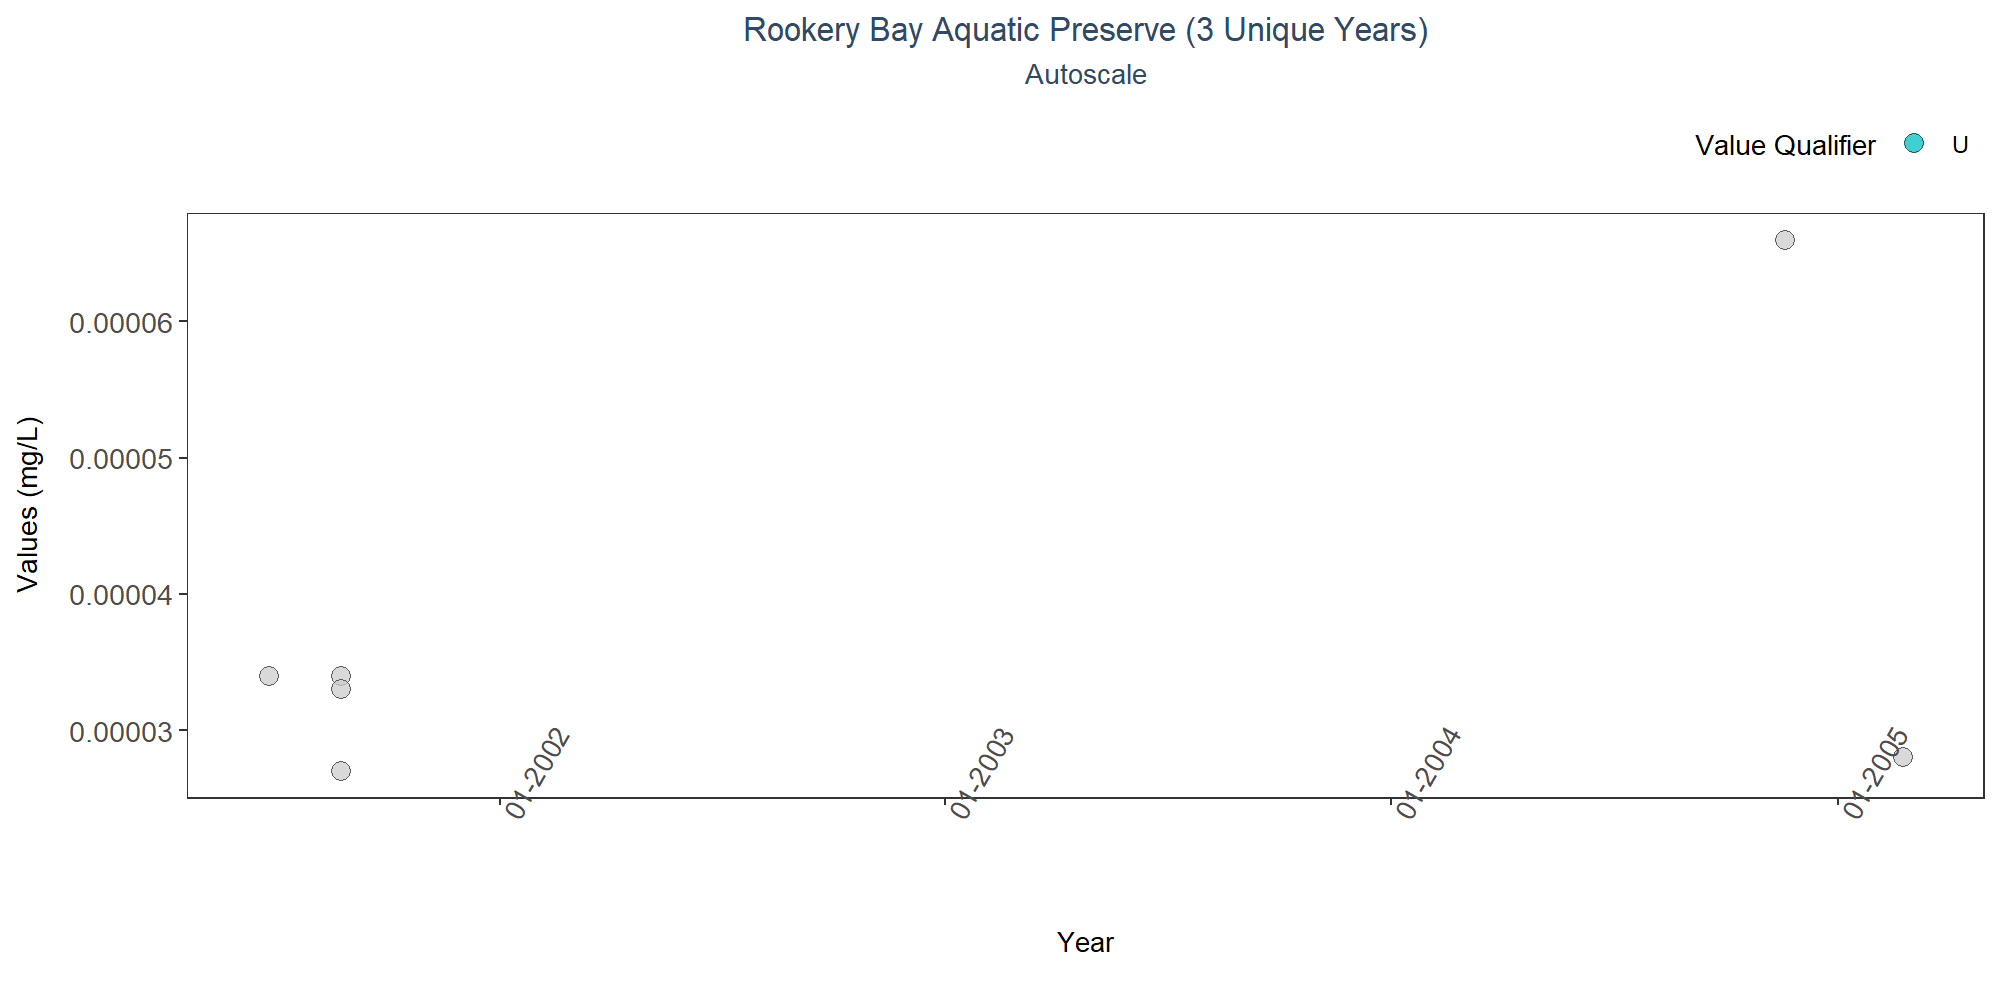 Rookery Bay Aquatic Preserve (3 Unique Years)
Autoscale
Value Qualifier U
Values (mg/L)
0.00006
0.00005
0.00004
0.00003
01-2002
01-2003
01-2004
01-2005
Year